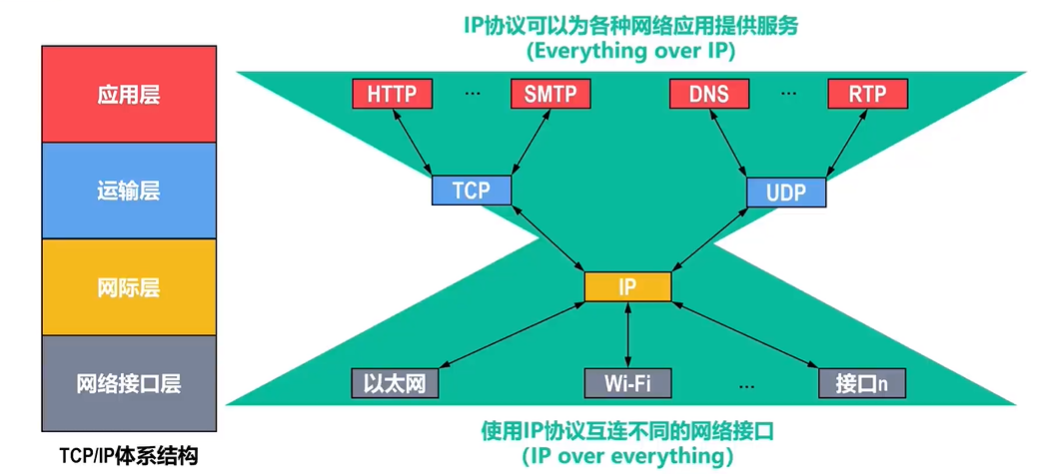 IP协议可以为各种网络应用提供服务
(Everything over IP)
应用层
HTTP ... SMTP DNS ... RTP
运输层
TCP UDP
网际层
IP
网络接口层
以太网 Wi-Fi ... 接口n
使用IP协议互连不同的网络接口
(IP over everything)
TCP/IP体系结构